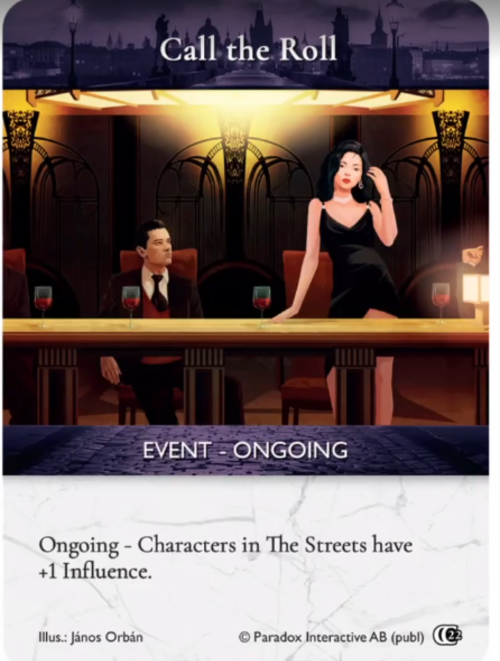 Call the Roll
EVENT - ONGOING
Ongoing - Characters in The Streets have
+1 Influence.
Illus.: János Orbán
© Paradox Interactive AB (publ)